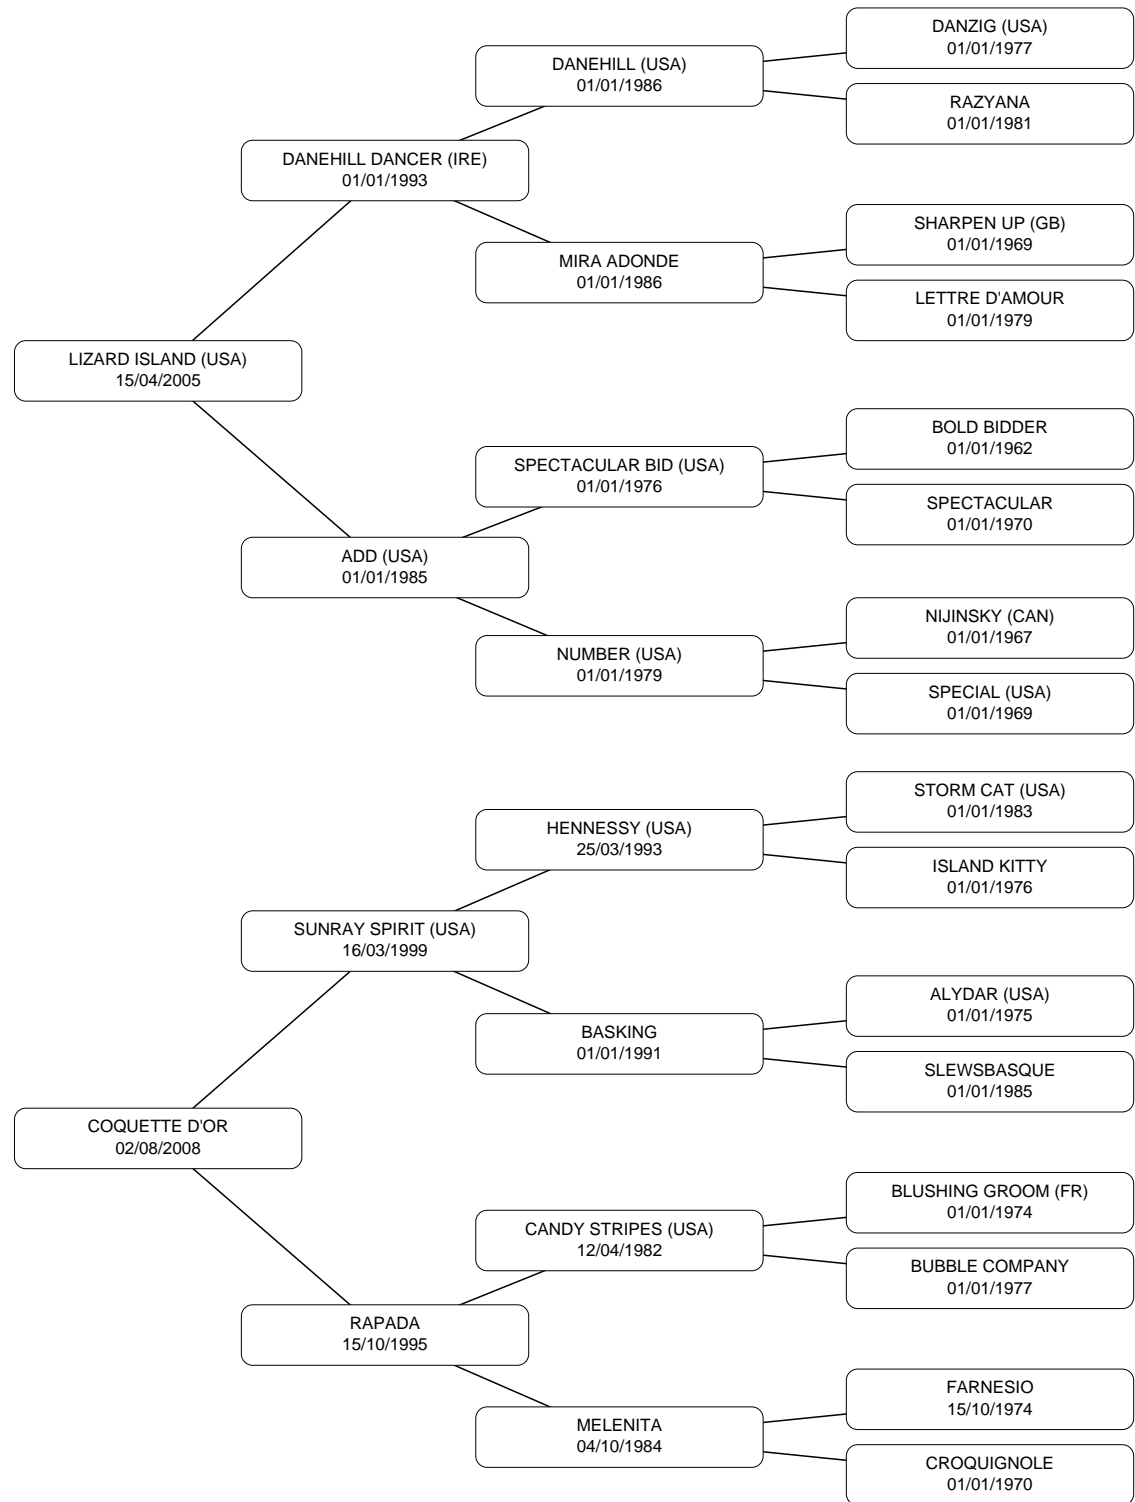 DANZIG (USA)
01/01/1977
DANEHILL (USA)
01/01/1986
RAZYANA
01/01/1981
DANEHILL DANCER (IRE)
01/01/1993
SHARPEN UP (GB)
01/01/1969
MIRA ADONDE
01/01/1986
LETTRE D'AMOUR
01/01/1979
LIZARD ISLAND (USA)
15/04/2005
BOLD BIDDER
01/01/1962
SPECTACULAR BID (USA)
01/01/1976
SPECTACULAR
01/01/1970
ADD (USA)
01/01/1985
NIJINSKY (CAN)
01/01/1967
NUMBER (USA)
01/01/1979
SPECIAL (USA)
01/01/1969
STORM CAT (USA)
01/01/1983
HENNESSY (USA)
25/03/1993
ISLAND KITTY
01/01/1976
SUNRAY SPIRIT (USA)
16/03/1999
ALYDAR (USA)
01/01/1975
BASKING
01/01/1991
SLEWSBASQUE
01/01/1985
COQUETTE D'OR
02/08/2008
BLUSHING GROOM (FR)
01/01/1974
CANDY STRIPES (USA)
12/04/1982
BUBBLE COMPANY
01/01/1977
RAPADA
15/10/1995
FARNESIO
15/10/1974
MELENITA
04/10/1984
CROQUIGNOLE
01/01/1970